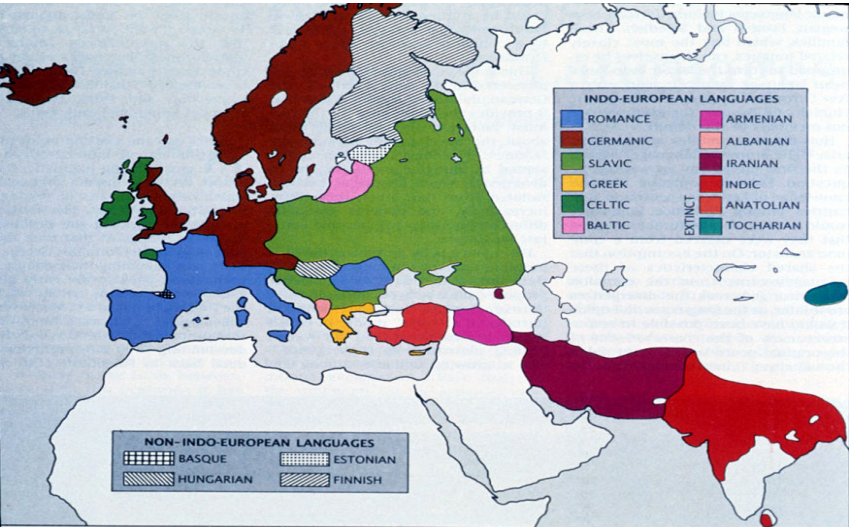 INDO-EUROPEAN LANGUAGES
ROMANCE
GERMANIC
SLAVIC
GREEK
CELTIC
BALTIC
ARMENIAN
ALBANIAN
IRANIAN
INDIC
EXTINCT
ANATOLIAN
TOCHARIAN
NON-INDO-EUROPEAN LANGUAGES
BASQUE
HUNGARIAN
ESTONIAN
FINNISH